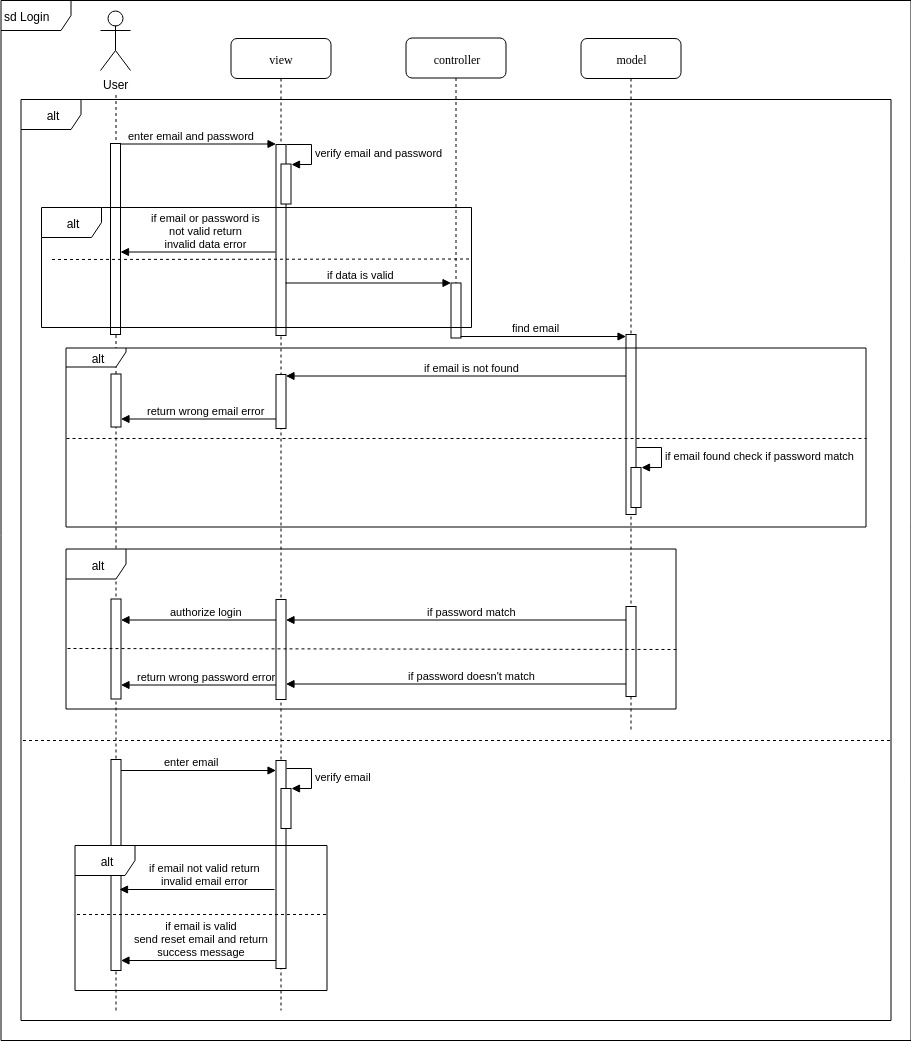 sd Login
User
view
controller
model
alt
enter email and password
verify email and password
alt
if email or password is
not valid return
invalid data error
if data is valid
find email
alt
if email is not found
return wrong email error
if email found check if password match
alt
authorize login
if password match
return wrong password error
if password doesn't match
enter email
verify email
alt
if email not valid return
invalid email error
if email is valid
send reset email and return
success message